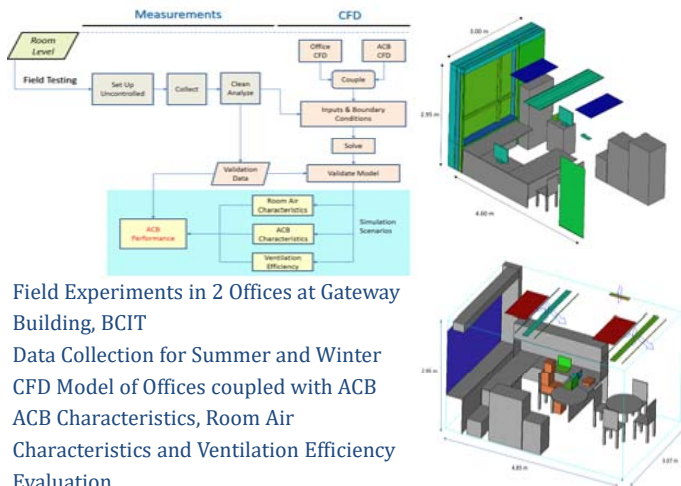 Measurements
CFD
Room
Level
Field Testing
Set Up
Uncontrolled
Collect
Clean
Analyze
Office
CFD
ACB
CFD
Couple
Inputs & Boundary
Conditions
Solve
Validation
Data
Validate Model
Room Air
Characteristics
ACB
Performance
ACB
Characteristics
Simulation
Scenarios
Ventilation
Efficiency
3.00 m
2.95 m
4.60 m
Field Experiments in 2 Offices at Gateway
Building, BCIT
Data Collection for Summer and Winter
CFD Model of Offices coupled with ACB
ACB Characteristics, Room Air
Characteristics and Ventilation Efficiency
Evaluation
4.85 m